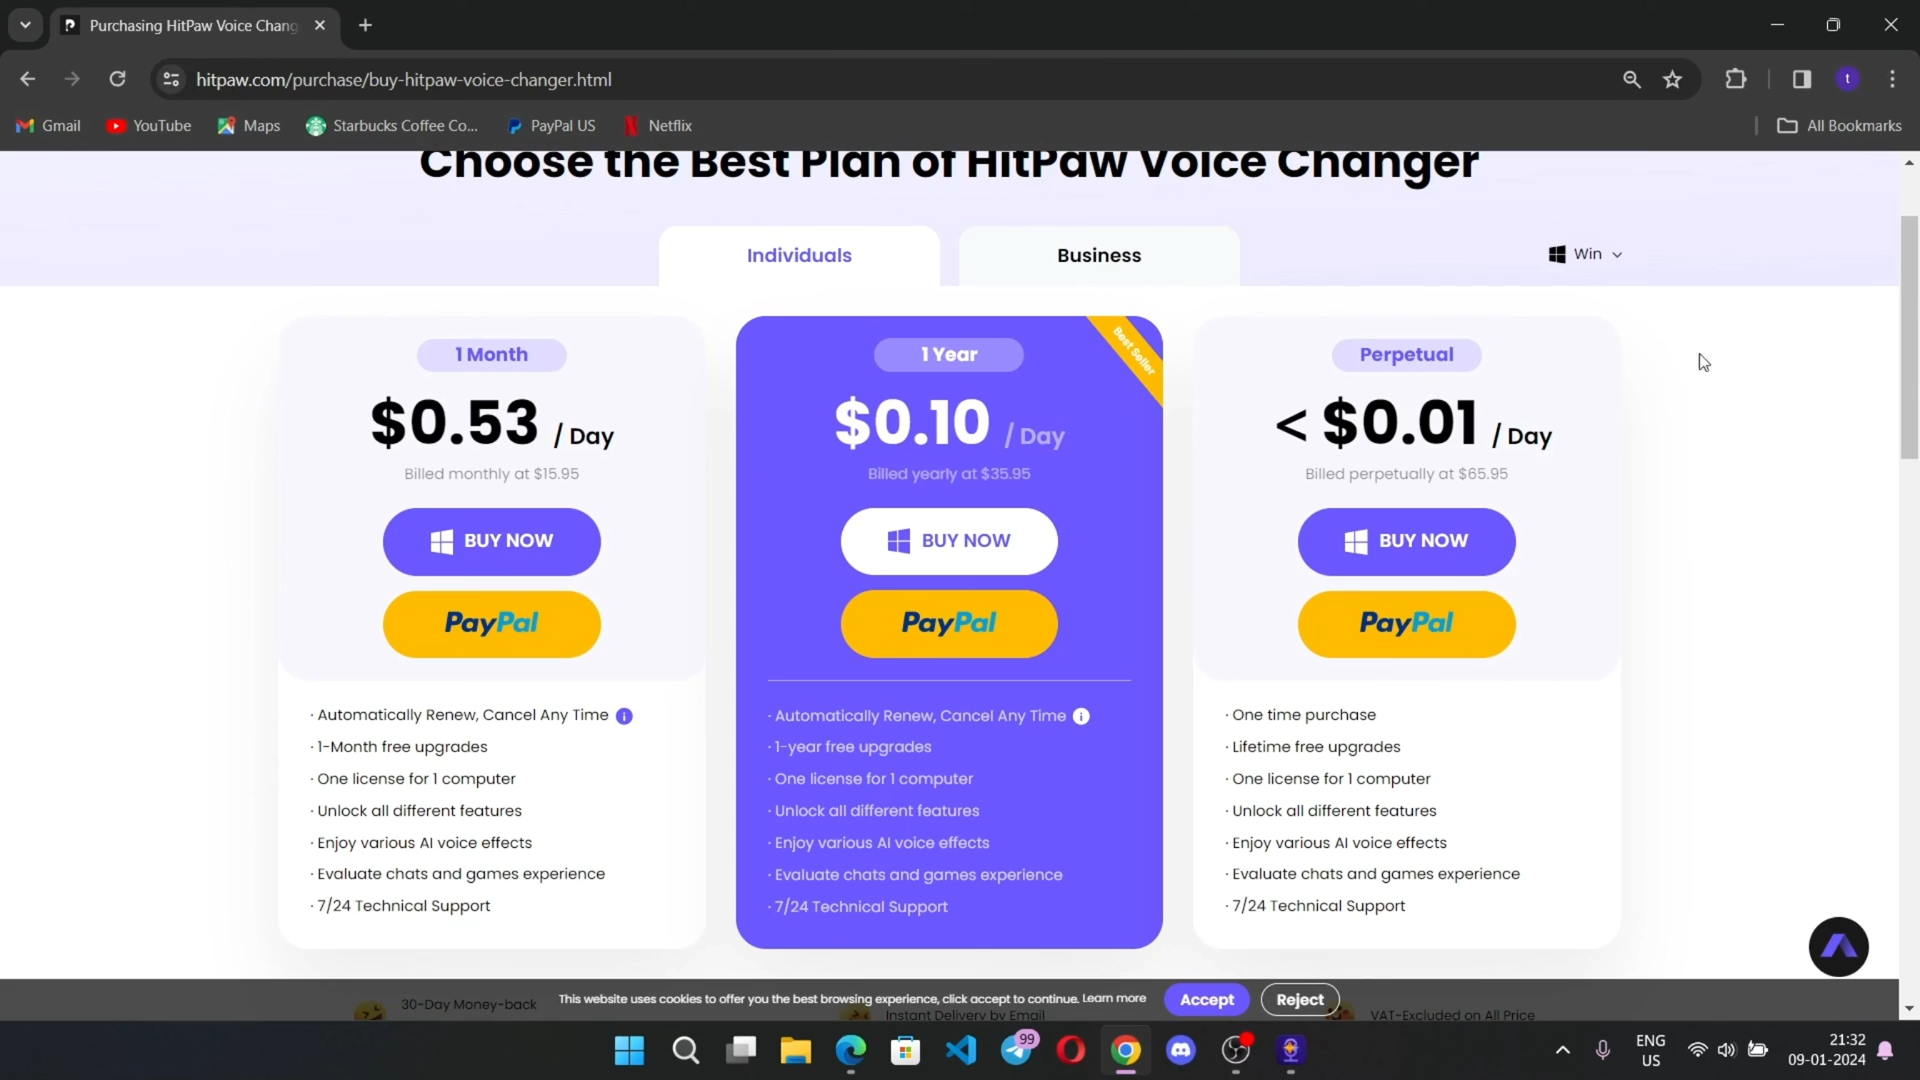 Purchasing HitPaw Voice Chang
hitpaw.com/purchase/buy-hitpaw-voice-changer.html
t
Gmail
YouTube
Maps
Starbucks Coffee Co...
PayPal US
Netflix
All Bookmarks
Choose the Best Plan of HitPaw Voice Changer
Individuals
Business
Win
1 Month
$0.53 / Day
Billed monthly at $15.95
BUY NOW
PayPal
· Automatically Renew, Cancel Any Time
· 1-Month free upgrades
· One license for 1 computer
· Unlock all different features
· Enjoy various AI voice effects
· Evaluate chats and games experience
· 7/24 Technical Support
Best Seller
1 Year
$0.10 / Day
Billed yearly at $35.95
BUY NOW
PayPal
· Automatically Renew, Cancel Any Time
· 1-year free upgrades
· One license for 1 computer
· Unlock all different features
· Enjoy various AI voice effects
· Evaluate chats and games experience
· 7/24 Technical Support
Perpetual
< $0.01 / Day
Billed perpetually at $65.95
BUY NOW
PayPal
· One time purchase
· Lifetime free upgrades
· One license for 1 computer
· Unlock all different features
· Enjoy various AI voice effects
· Evaluate chats and games experience
· 7/24 Technical Support
30-Day Money-back
Instant Delivery by Email
VAT-Excluded on All Price
This website uses cookies to offer you the best browsing experience, click accept to continue. Learn more
Accept
Reject
99
ENG
US
21:32
09-01-2024